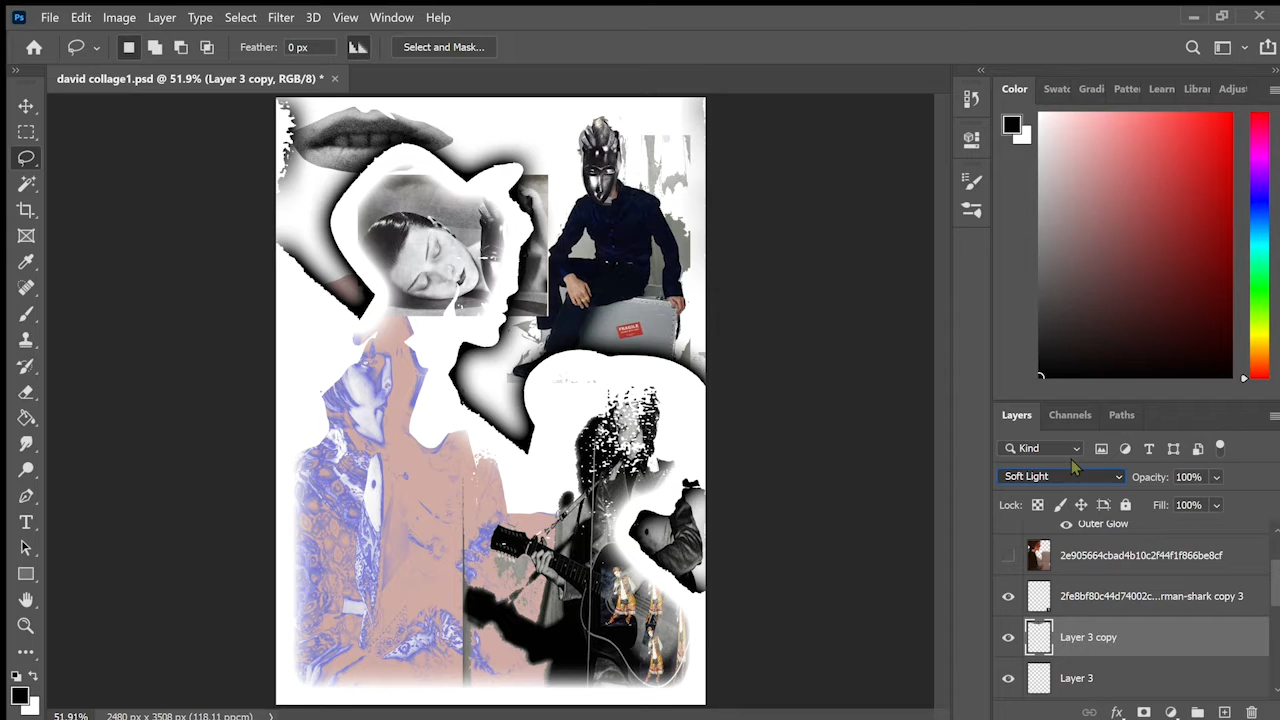 Ps File Edit Image Layer Type Select Filter 3D View Window Help
Feather: 0 px Select and Mask...
david collage1.psd @ 51.9% (Layer 3 copy, RGB/8) *
Color Swatc Gradi Patte Learn Librar Adjus
FRAGILE
Layers Channels Paths
Kind
Soft Light Opacity: 100%
Lock: Fill: 100%
Outer Glow
2e905664cbad4b10c2f44f1f866be8cf
2fe8bf80c44d74002c...rman-shark copy 3
Layer 3 copy
Layer 3
51.91% 2480 px x 3508 px (118.11 ppcm)